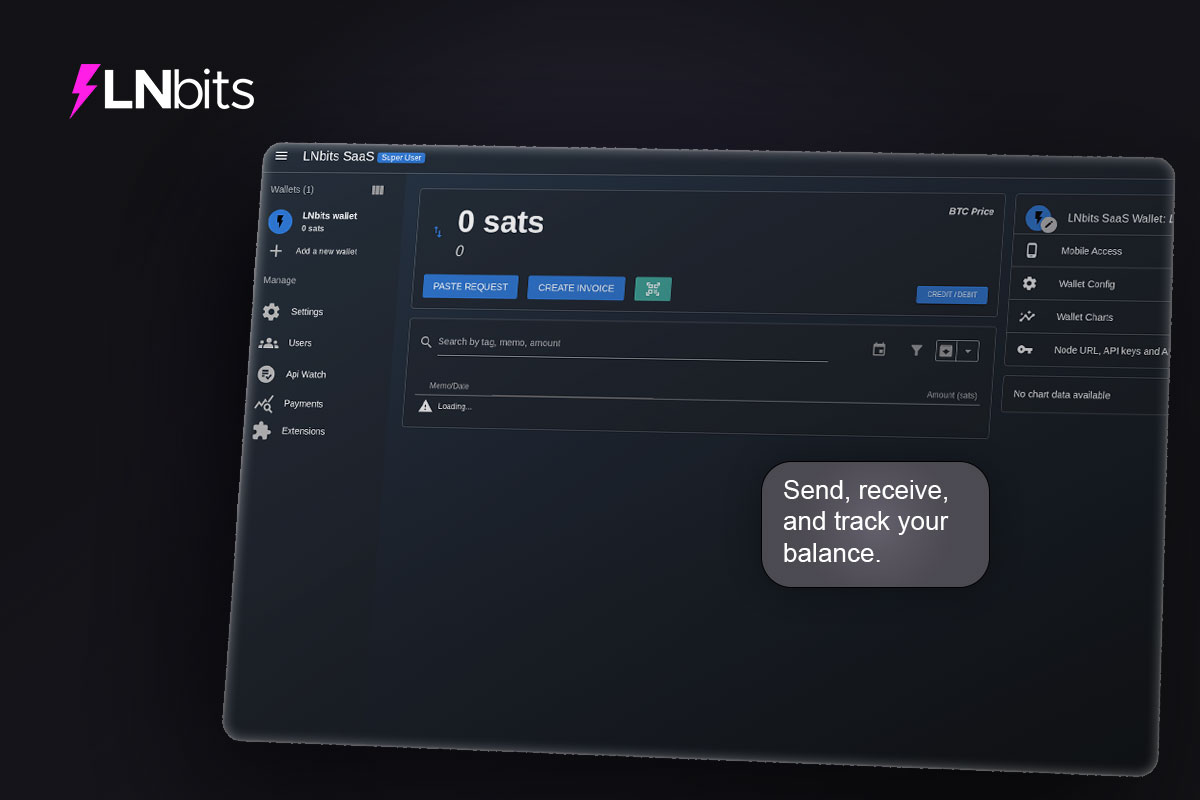 LNbits
LNbits SaaS Super User
Wallets (1)
LNbits wallet
0 sats
Add a new wallet
Manage
Settings
Users
Api Watch
Payments
Extensions
0 sats
0
BTC Price
PASTE REQUEST
CREATE INVOICE
CREDIT / DEBIT
Search by tag, memo, amount
Memo/Date
Amount (sats)
Loading...
LNbits SaaS Wallet:
Mobile Access
Wallet Config
Wallet Charts
Node URL, API keys and
No chart data available
Send, receive,
and track your
balance.